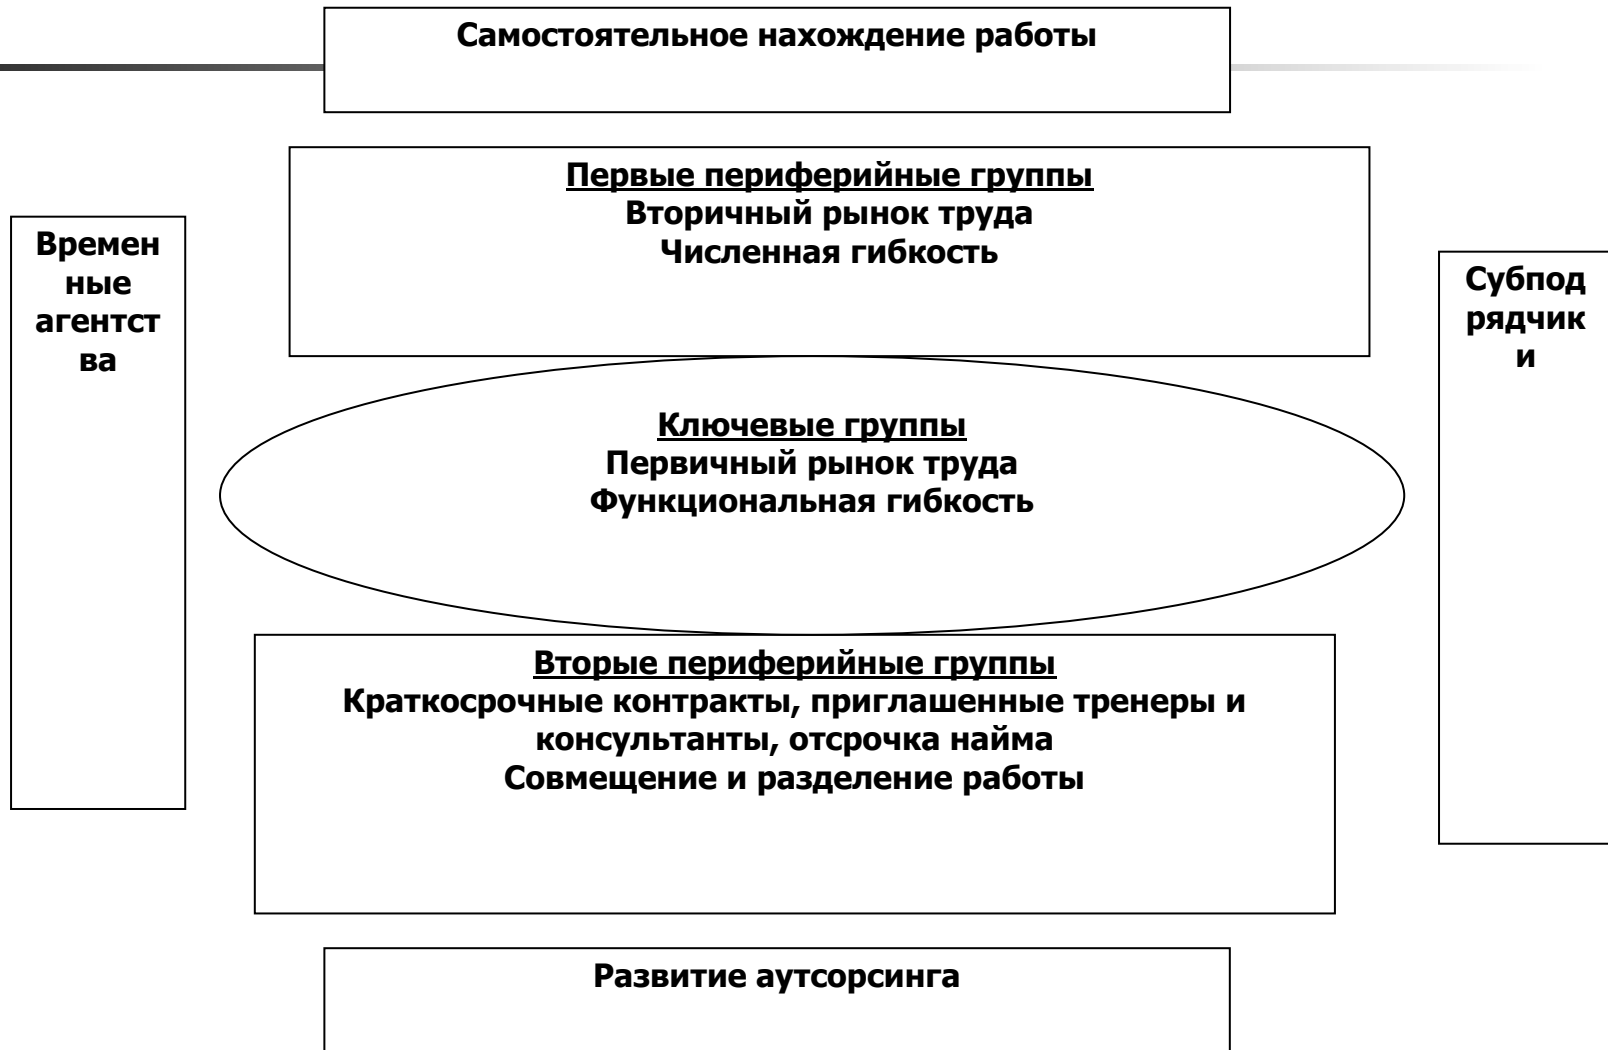 Самостоятельное нахождение работы
Первые периферийные группы
Вторичный рынок труда
Численная гибкость
Времен
ные
агентст
ва
Субпод
рядчик
и
Ключевые группы
Первичный рынок труда
Функциональная гибкость
Вторые периферийные группы
Краткосрочные контракты, приглашенные тренеры и
консультанты, отсрочка найма
Совмещение и разделение работы
Развитие аутсорсинга